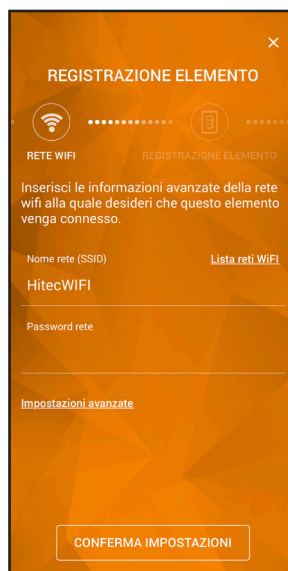 REGISTRAZIONE ELEMENTO
RETE WIFI
REGISTRAZIONE ELEMENTO
Inserisci le informazioni avanzate della rete
wifi alla quale desideri che questo elemento
venga connesso.
Nome rete (SSID)
Lista reti WiFI
HitecWIFI
Password rete
Impostazioni avanzate
CONFERMA IMPOSTAZIONI